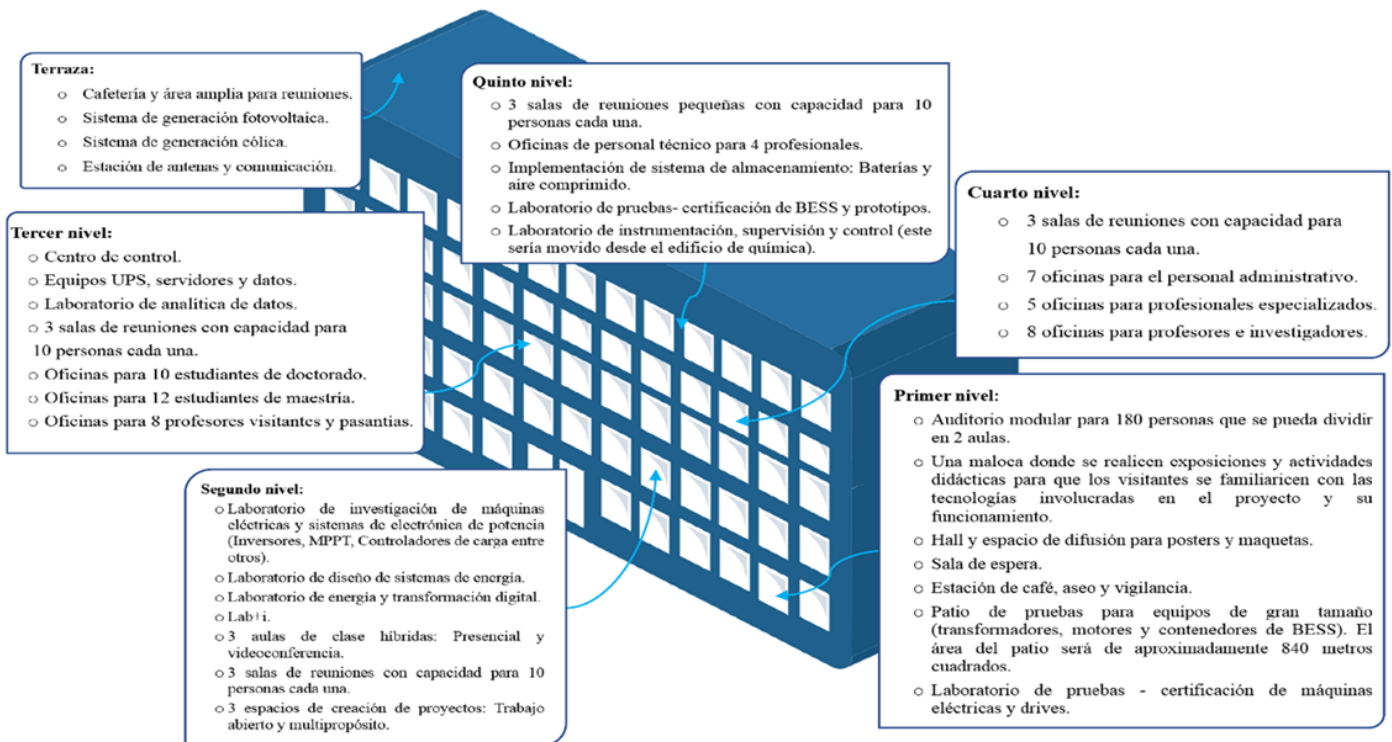 Terraza:
o Cafetería y área amplia para reuniones.
o Sistema de generación fotovoltaica.
o Sistema de generación eólica.
o Estación de antenas y comunicación.
Quinto nivel:
o 3 salas de reuniones pequeñas con capacidad para 10
personas cada una.
o Oficinas de personal técnico para 4 profesionales.
o Implementación de sistema de almacenamiento: Baterías y
aire comprimido.
o Laboratorio de pruebas- certificación de BESS y prototipos.
o Laboratorio de instrumentación, supervisión y control (este
sería movido desde el edificio de química).
Cuarto nivel:
o 3 salas de reuniones con capacidad para
10 personas cada una.
o 7 oficinas para el personal administrativo.
o 5 oficinas para profesionales especializados.
o 8 oficinas para profesores e investigadores.
Tercer nivel:
o Centro de control.
o Equipos UPS, servidores y datos.
o Laboratorio de analítica de datos.
o 3 salas de reuniones con capacidad para
10 personas cada una.
o Oficinas para 10 estudiantes de doctorado.
o Oficinas para 12 estudiantes de maestría.
o Oficinas para 8 profesores visitantes y pasantías.
Primer nivel:
o Auditorio modular para 180 personas que se pueda dividir
en 2 aulas.
o Una maloca donde se realicen exposiciones y actividades
didácticas para que los visitantes se familiaricen con las
tecnologías involucradas en el proyecto y su
funcionamiento.
o Hall y espacio de difusión para posters y maquetas.
o Sala de espera.
o Estación de café, aseo y vigilancia.
o Patio de pruebas para equipos de gran tamaño
(transformadores, motores y contenedores de BESS). El
área del patio será de aproximadamente 840 metros
cuadrados.
o Laboratorio de pruebas - certificación de máquinas
eléctricas y drives.
Segundo nivel:
o Laboratorio de investigación de máquinas
eléctricas y sistemas de electrónica de potencia
(Inversores, MPPT, Controladores de carga entre
otros).
o Laboratorio de diseño de sistemas de energía.
o Laboratorio de energía y transformación digital.
o Lab+i.
o 3 aulas de clase híbridas: Presencial y
videoconferencia.
o 3 salas de reuniones con capacidad para 10
personas cada una.
o 3 espacios de creación de proyectos: Trabajo
abierto y multipropósito.